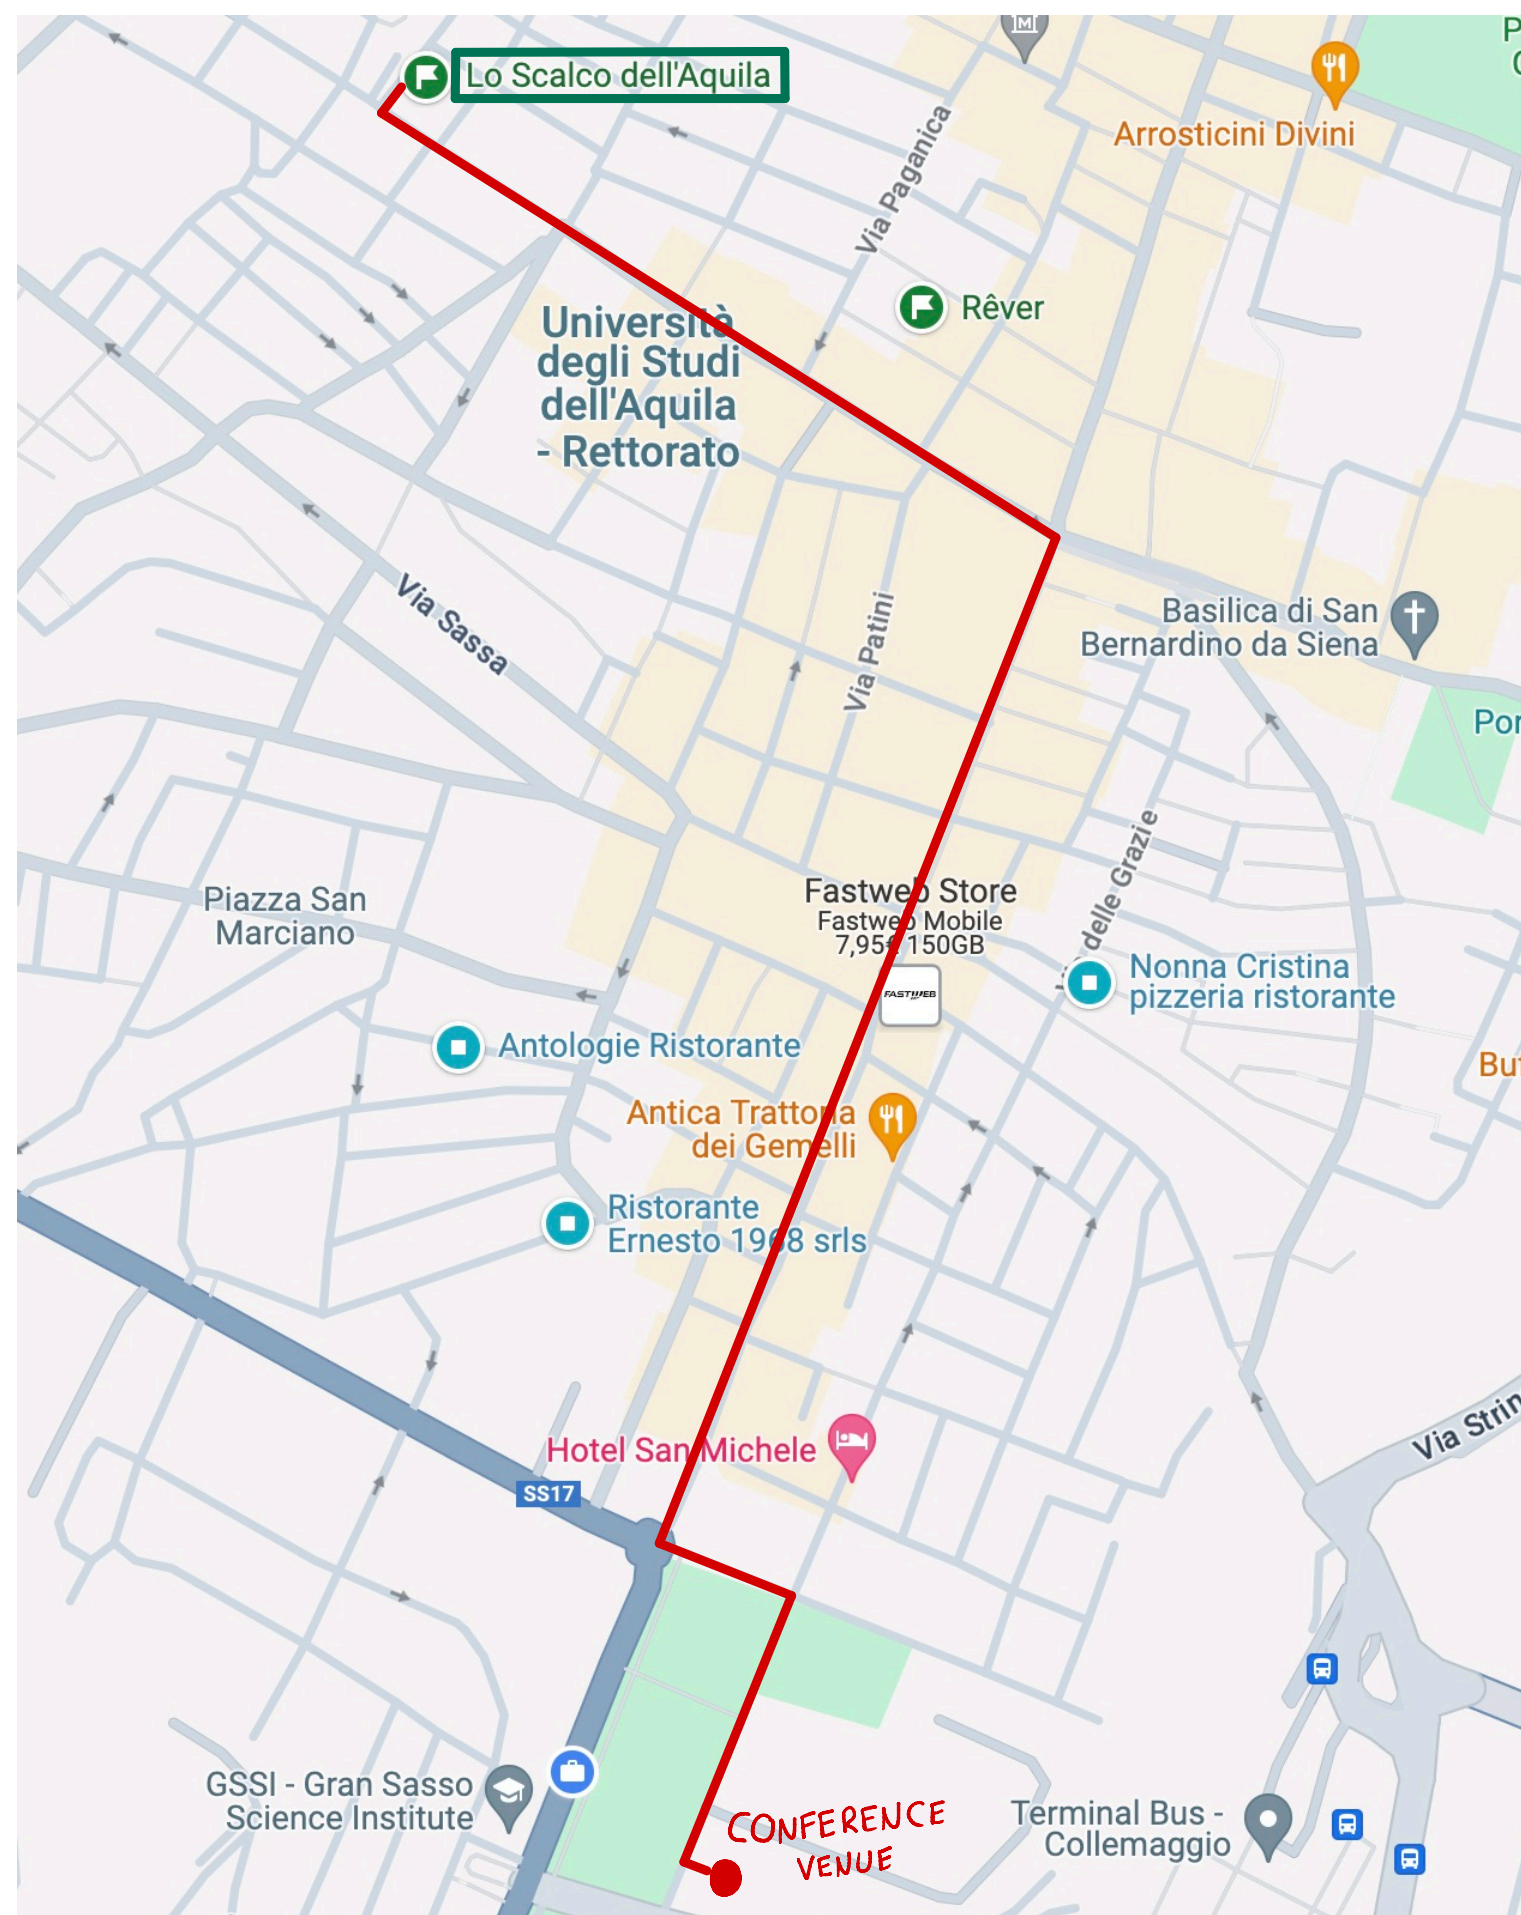 Lo Scalco dell'Aquila
Arrosticini Divini
Via Paganica
Rêver
Università
degli Studi
dell'Aquila
- Rettorato
Via Sassa
Via Patini
Basilica di San
Bernardino da Siena
Por
delle Grazie
Fastweb Store
Fastweb Mobile
7,95€ 150GB
FASTWEB
Piazza San
Marciano
Nonna Cristina
pizzeria ristorante
Antologie Ristorante
Antica Trattoria
dei Gemelli
Ristorante
Ernesto 1968 srls
Hotel San Michele
Via Strin
SS17
GSSI - Gran Sasso
Science Institute
CONFERENCE
VENUE
Terminal Bus -
Collemaggio